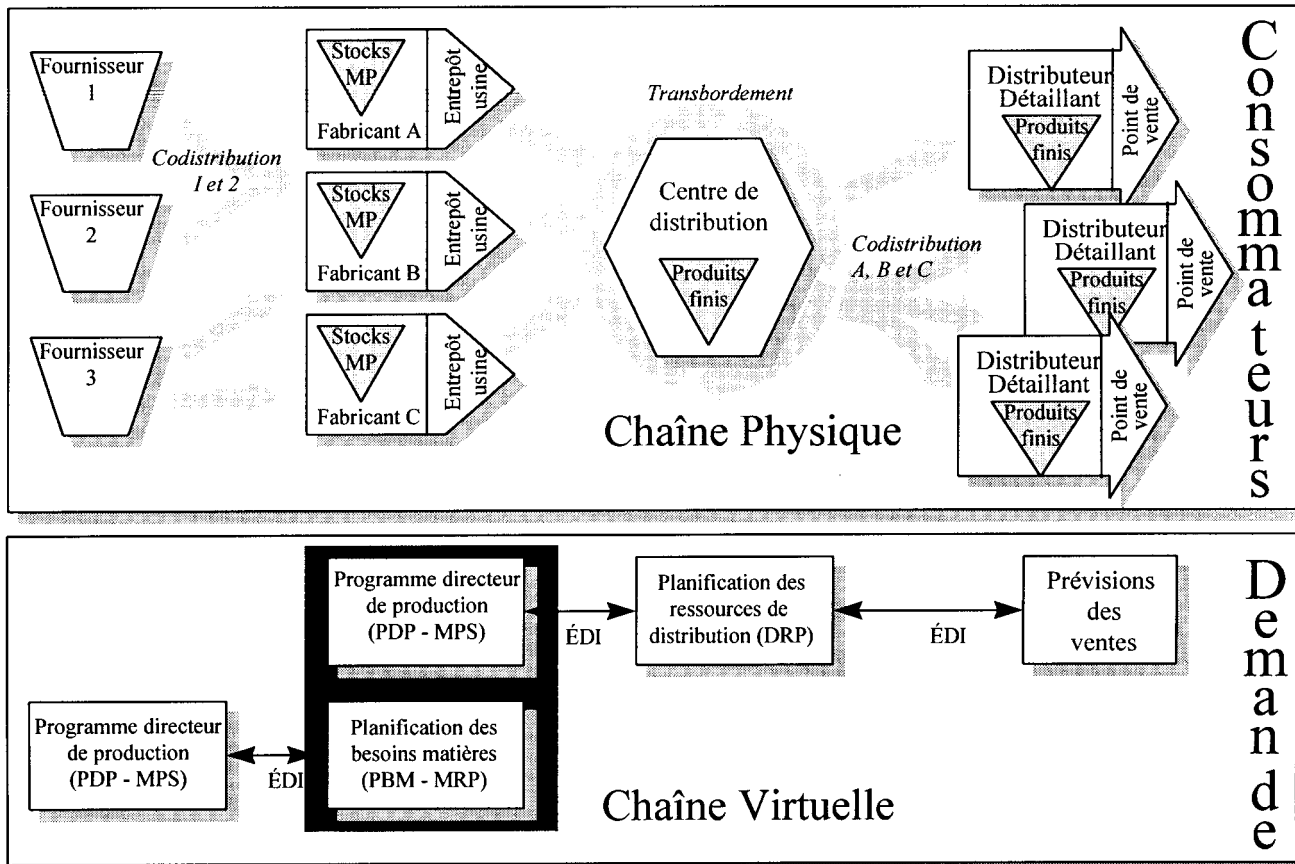 Fournisseur
1
Fournisseur
2
Fournisseur
3
Codistribution
1 et 2
Stocks
MP
Fabricant A
Entrepôt
usine
Stocks
MP
Fabricant B
Entrepôt
usine
Stocks
MP
Fabricant C
Entrepôt
usine
Transbordement
Centre de
distribution
Produits
finis
Codistribution
A, B et C
Distributeur
Détaillant
Produits
finis
Point de
vente
Distributeur
Détaillant
Produits
finis
Point de
vente
Distributeur
Détaillant
Produits
finis
Point de
vente
Chaîne Physique
Consommateurs
Programme directeur
de production
(PDP - MPS)
ÉDI
Programme directeur
de production
(PDP - MPS)
Planification des
besoins matières
(PBM - MRP)
ÉDI
Planification des
ressources de
distribution (DRP)
ÉDI
Prévisions
des
ventes
Chaîne Virtuelle
Demande